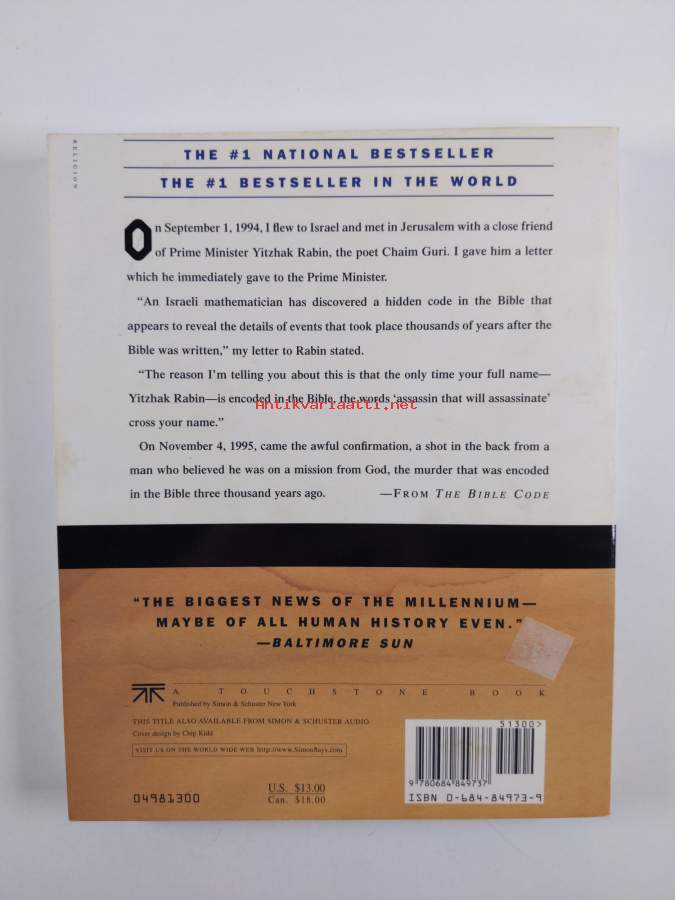 RELIGION
THE #1 NATIONAL BESTSELLER
THE #1 BESTSELLER IN THE WORLD
On September 1, 1994, I flew to Israel and met in Jerusalem with a close friend
of Prime Minister Yitzhak Rabin, the poet Chaim Guri. I gave him a letter
which he immediately gave to the Prime Minister.
“An Israeli mathematician has discovered a hidden code in the Bible that
appears to reveal the details of events that took place thousands of years after the
Bible was written,” my letter to Rabin stated.
“The reason I’m telling you about this is that the only time your full name—
Yitzhak Rabin—is encoded in the Bible, the words ‘assassin that will assassinate’
Antikvariaatti.net
cross your name.”
On November 4, 1995, came the awful confirmation, a shot in the back from a
man who believed he was on a mission from God, the murder that was encoded
in the Bible three thousand years ago. —FROM THE BIBLE CODE
“THE BIGGEST NEWS OF THE MILLENNIUM—
MAYBE OF ALL HUMAN HISTORY EVEN.”
—BALTIMORE SUN
A TOUCHSTONE BOOK
Published by Simon & Schuster New York
THIS TITLE ALSO AVAILABLE FROM SIMON & SCHUSTER AUDIO
Cover design by Chip Kidd
VISIT US ON THE WORLD WIDE WEB http://www.SimonSays.com
04981300
U.S. $13.00
Can. $18.00
51300>
9 780684 849737
ISBN 0-684-84973-9